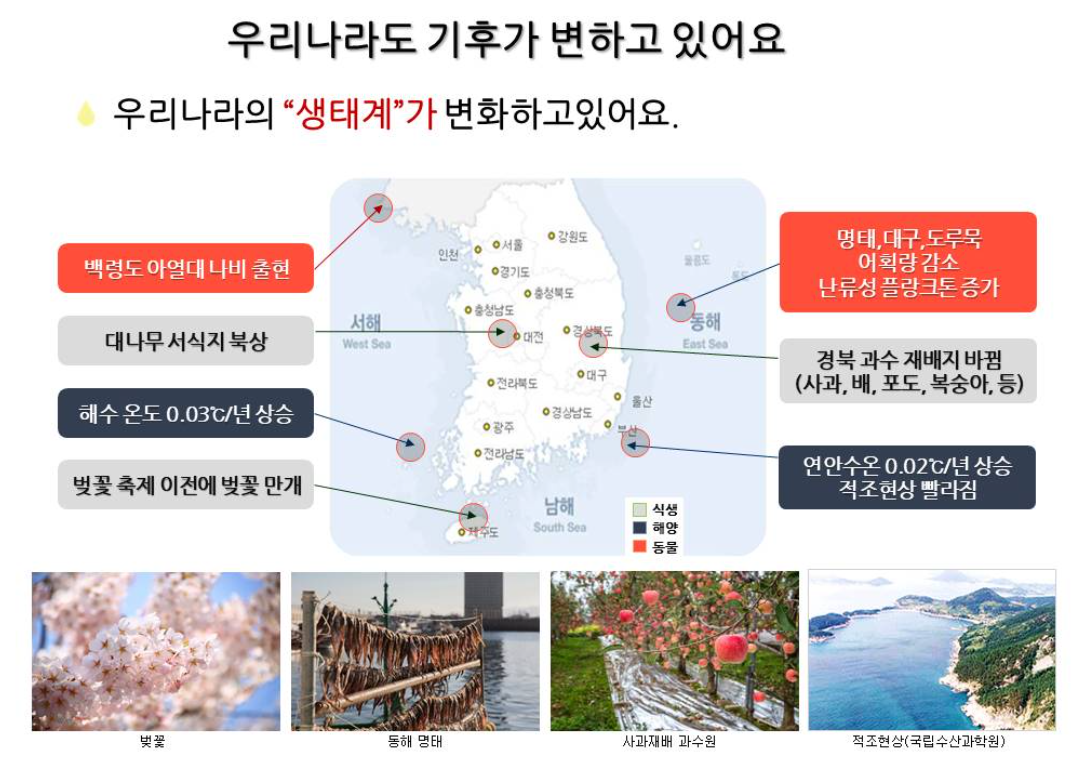 우리나라도 기후가 변하고 있어요
우리나라의 “생태계”가 변화하고있어요.
백령도 아열대 나비 출현
대나무 서식지 북상
해수 온도 0.03℃/년 상승
벚꽃 축제 이전에 벚꽃 만개
명태,대구,도루묵
어획량 감소
난류성 플랑크톤 증가
경북 과수 재배지 바뀜
(사과, 배, 포도, 복숭아, 등)
연안수온 0.02℃/년 상승
적조현상 빨라짐
서울
인천
강원도
경기도
울릉도
독도
충청북도
충청남도
서해
West Sea
대전
경상북도
동해
East Sea
전라북도
대구
울산
경상남도
광주
부산
전라남도
남해
South Sea
제주도
식생
해양
동물
벚꽃
동해 명태
사과재배 과수원
적조현상(국립수산과학원)